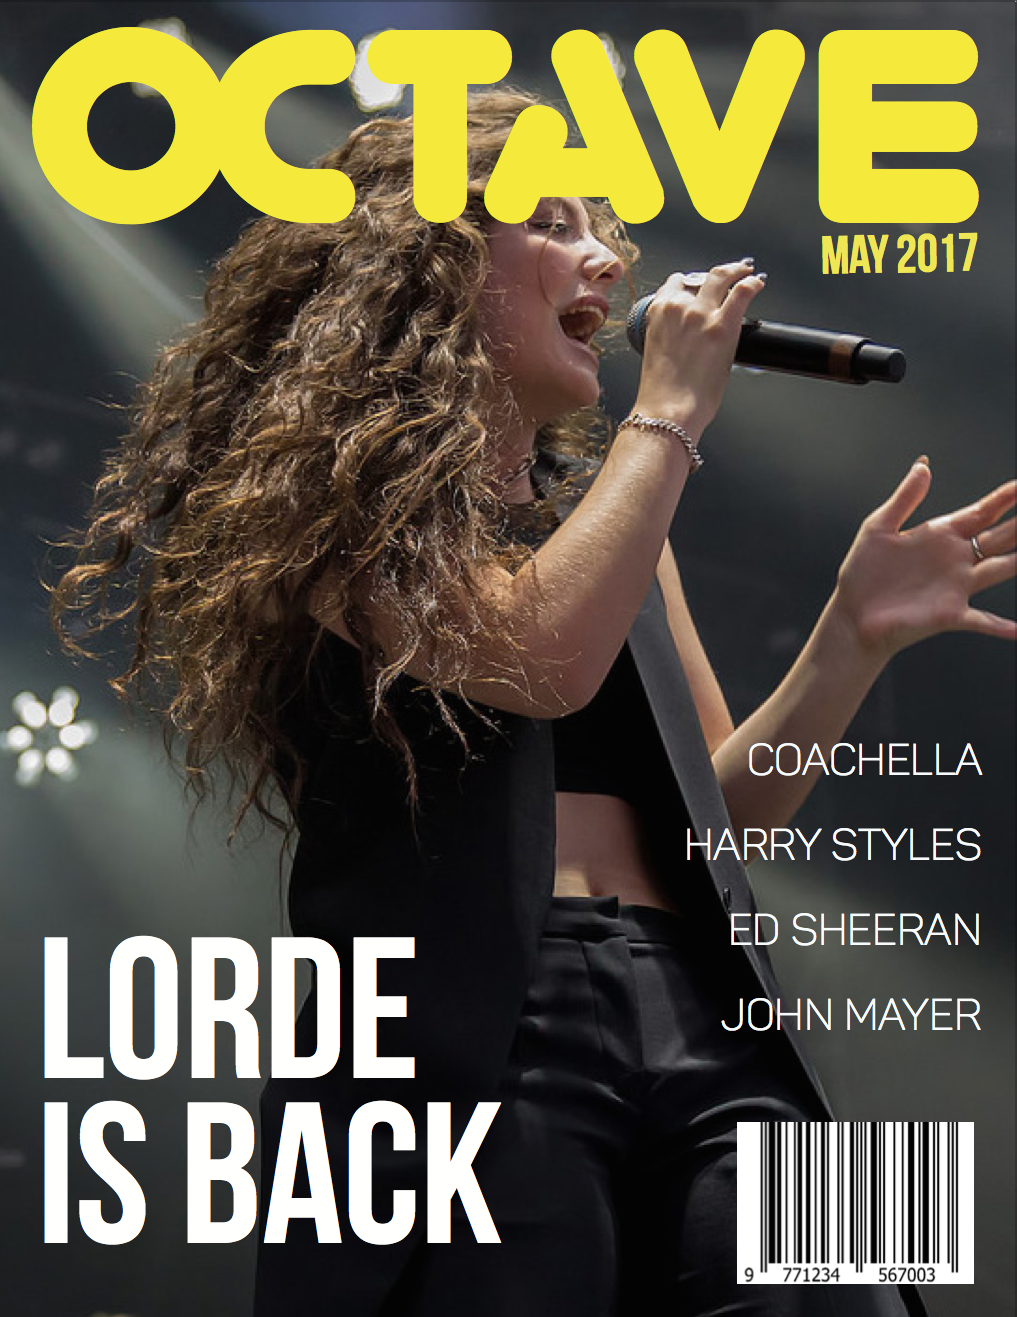 OCTAVE
MAY 2017
COACHELLA
HARRY STYLES
ED SHEERAN
JOHN MAYER
LORDE
IS BACK
9 771234 567003